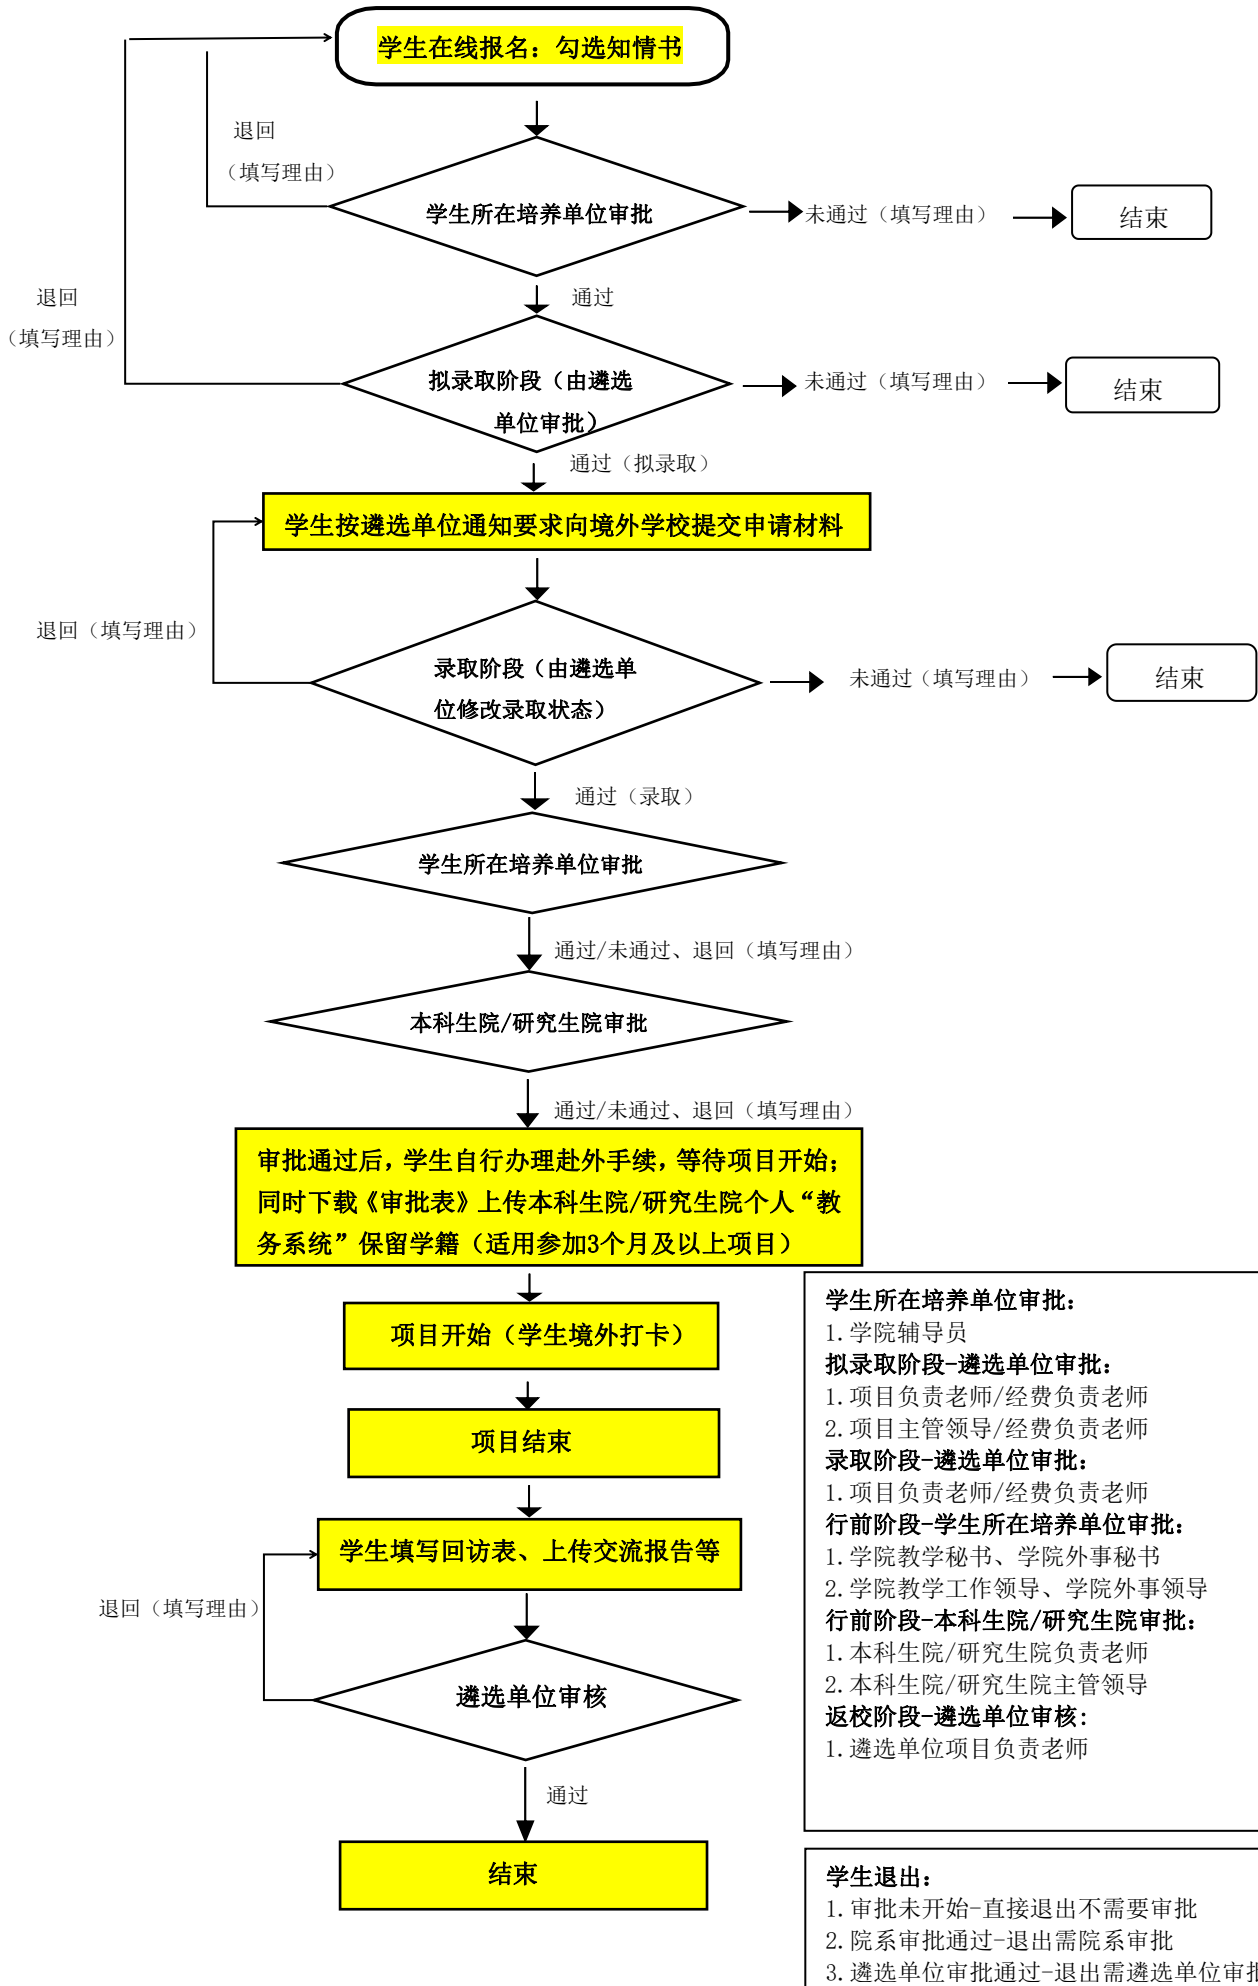 学生在线报名：勾选知情书
退回
（填写理由）
学生所在培养单位审批
未通过（填写理由）
结束
通过
退回
（填写理由）
拟录取阶段（由遴选
单位审批）
未通过（填写理由）
结束
通过（拟录取）
学生按遴选单位通知要求向境外学校提交申请材料
退回（填写理由）
录取阶段（由遴选单
位修改录取状态）
未通过（填写理由）
结束
通过（录取）
学生所在培养单位审批
通过/未通过、退回（填写理由）
本科生院/研究生院审批
通过/未通过、退回（填写理由）
审批通过后，学生自行办理赴外手续，等待项目开始；
同时下载《审批表》上传本科生院/研究生院个人“教
务系统”保留学籍（适用参加3个月及以上项目）
项目开始（学生境外打卡）
项目结束
学生填写回访表、上传交流报告等
退回（填写理由）
遴选单位审核
通过
结束
学生所在培养单位审批：
1.学院辅导员
拟录取阶段-遴选单位审批：
1.项目负责老师/经费负责老师
2.项目主管领导/经费负责老师
录取阶段-遴选单位审批：
1.项目负责老师/经费负责老师
行前阶段-学生所在培养单位审批：
1.学院教学秘书、学院外事秘书
2.学院教学工作领导、学院外事领导
行前阶段-本科生院/研究生院审批：
1.本科生院/研究生院负责老师
2.本科生院/研究生院主管领导
返校阶段-遴选单位审核：
1.遴选单位项目负责老师
学生退出：
1.审批未开始-直接退出不需要审批
2.院系审批通过-退出需院系审批
3.遴选单位审批通过-退出需遴选单位审批